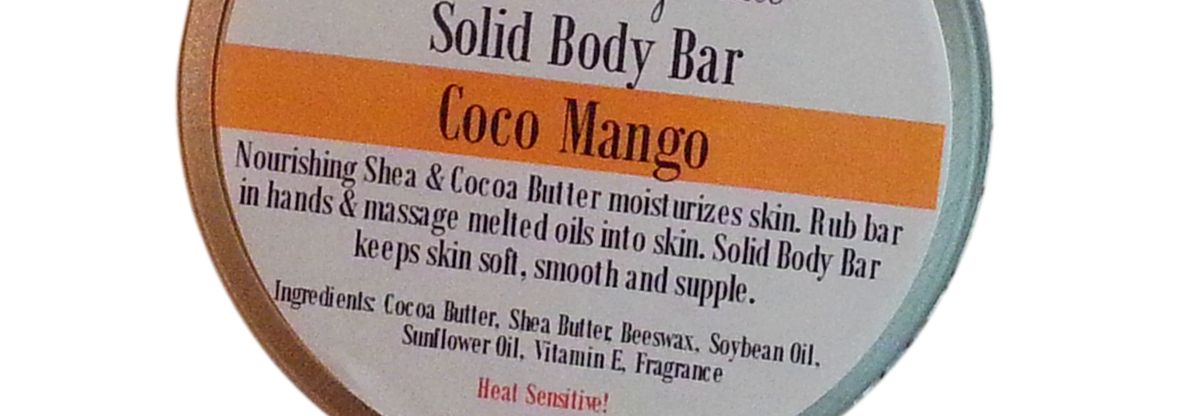 Solid Body Bar
Coco Mango
Nourishing Shea & Cocoa Butter moisturizes skin. Rub bar
in hands & massage melted oils into skin. Solid Body Bar
keeps skin soft, smooth and supple.
Ingredients: Cocoa Butter, Shea Butter, Beeswax, Soybean Oil,
Sunflower Oil, Vitamin E, Fragrance
Heat Sensitive!